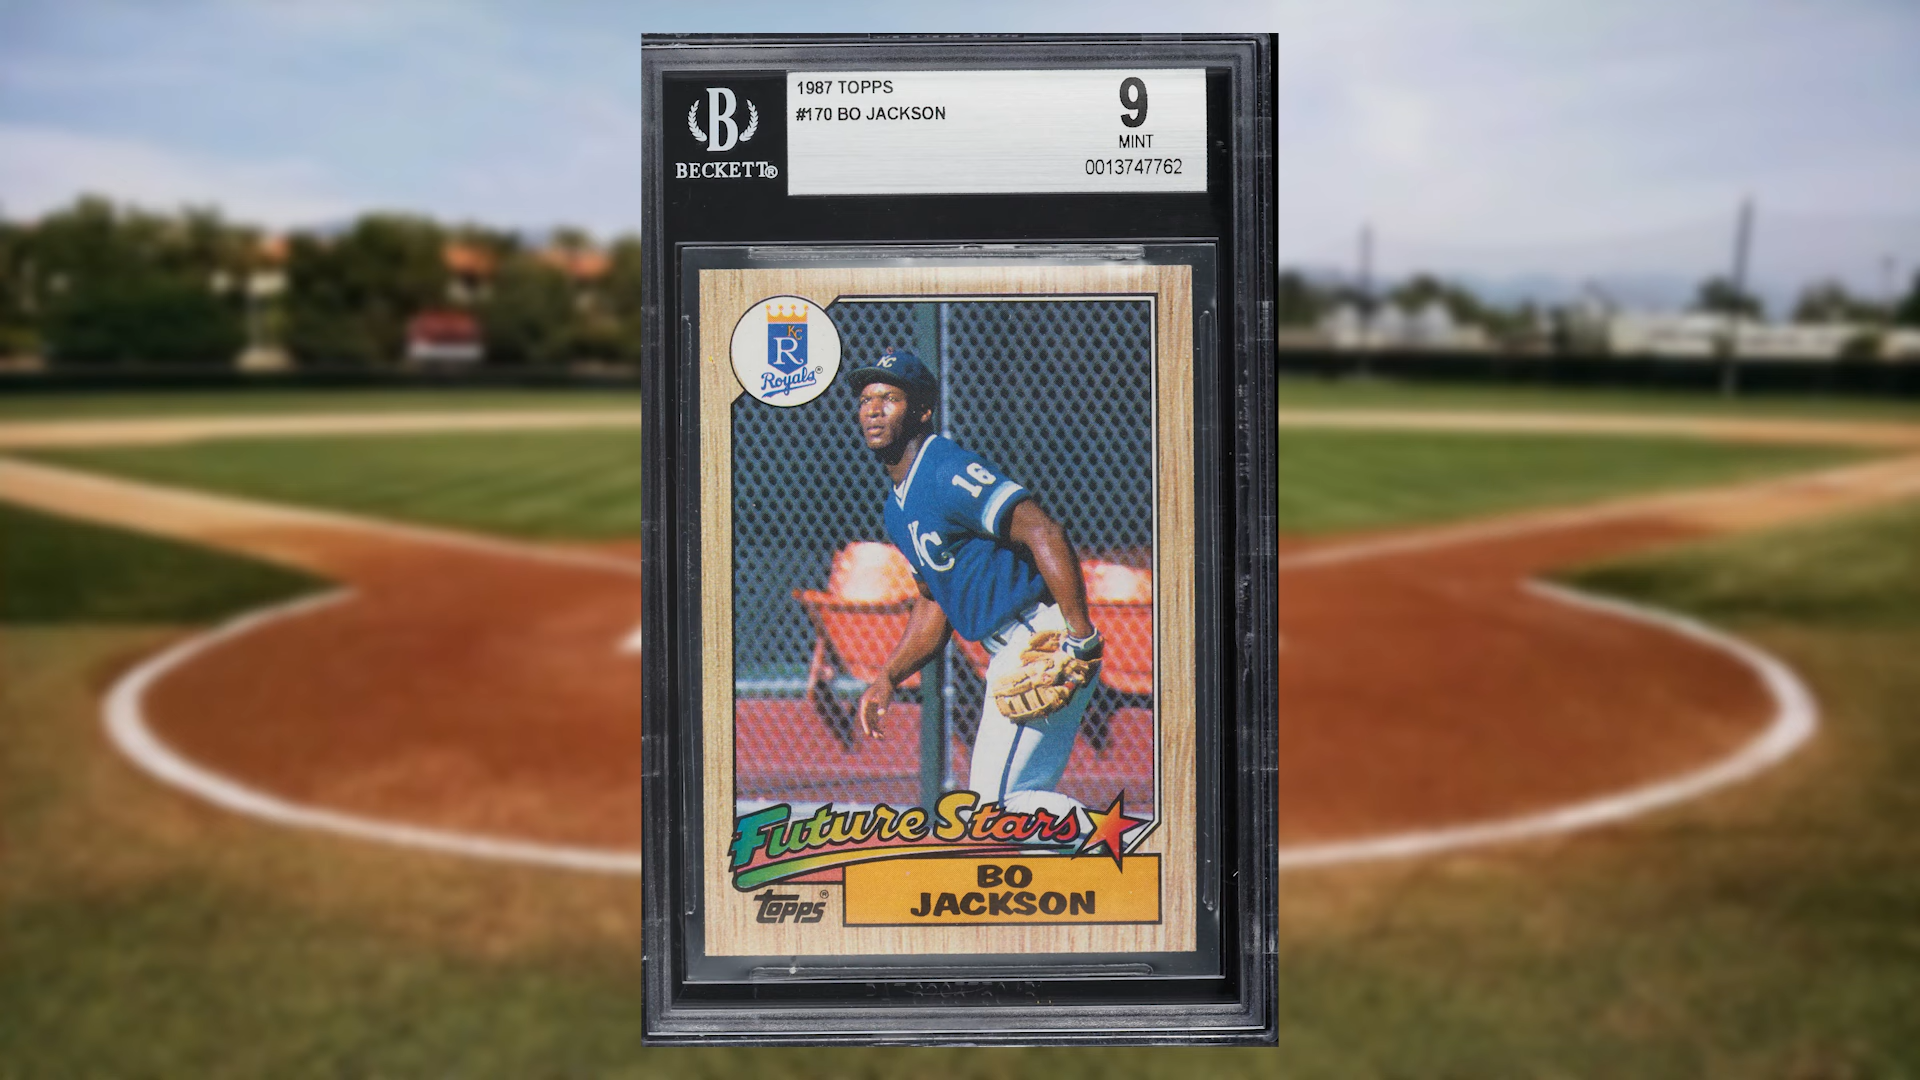 1987 TOPPS
#170 BO JACKSON
9
MINT
0013747762
B
BECKETT®
KC
R
Royals®
KC
16
KC
Future Stars
BO
JACKSON
topps®